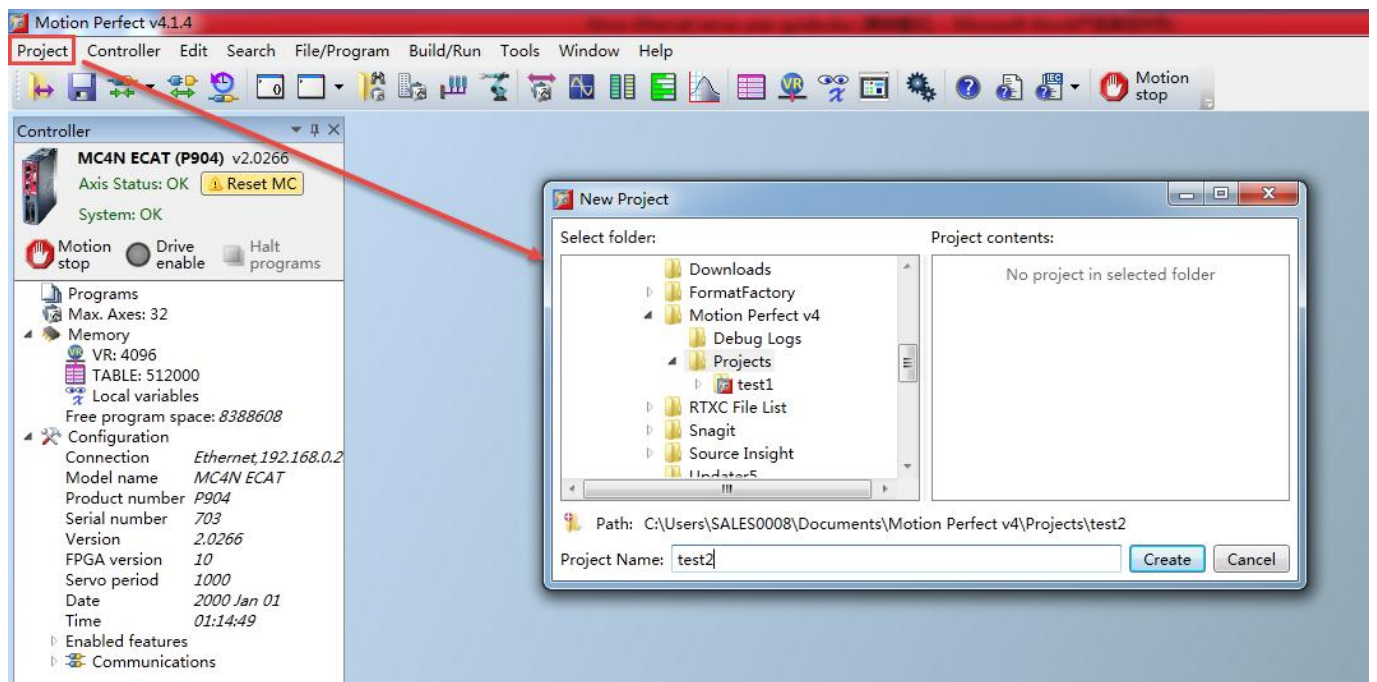 Motion Perfect v4.1.4
Project Controller Edit Search File/Program Build/Run Tools Window Help
Motion
stop
Controller
MC4N ECAT (P904) v2.0266
Axis Status: OK Reset MC
System: OK
Motion
stop
Drive
enable
Halt
programs
Programs
Max. Axes: 32
Memory
VR: 4096
TABLE: 512000
Local variables
Free program space: 8388608
Configuration
Connection Ethernet,192.168.0.2
Model name MC4N ECAT
Product number P904
Serial number 703
Version 2.0266
FPGA version 10
Servo period 1000
Date 2000 Jan 01
Time 01:14:49
Enabled features
Communications
New Project
Select folder:
Downloads
FormatFactory
Motion Perfect v4
Debug Logs
Projects
test1
RTXC File List
Snagit
Source Insight
Updater5
Project contents:
No project in selected folder
Path: C:\Users\SALES0008\Documents\Motion Perfect v4\Projects\test2
Project Name: test2
Create Cancel